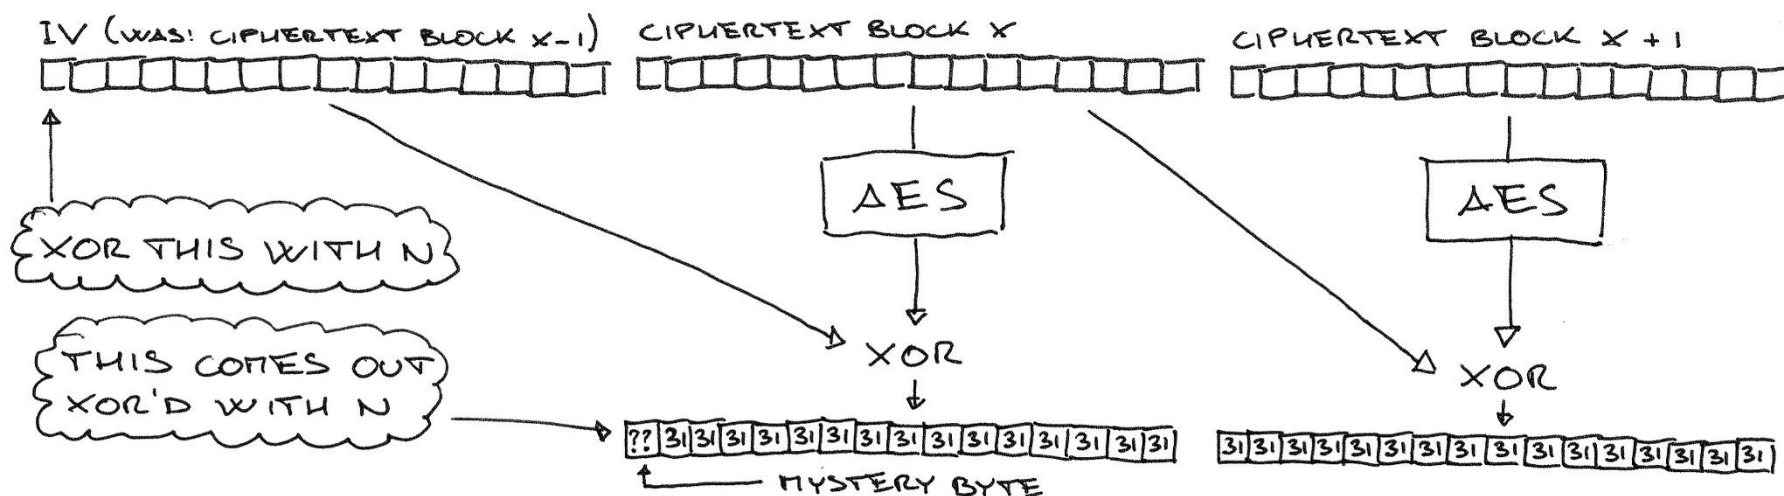 IV (WAS: CIPHERTEXT BLOCK X-1)
CIPHERTEXT BLOCK X
CIPHERTEXT BLOCK X + 1
AES
AES
XOR THIS WITH N
THIS COMES OUT
XOR'D WITH N
XOR
XOR
?? 31 31 31 31 31 31 31 31 31 31 31 31 31 31 31
31 31 31 31 31 31 31 31 31 31 31 31 31 31 31 31
MYSTERY BYTE